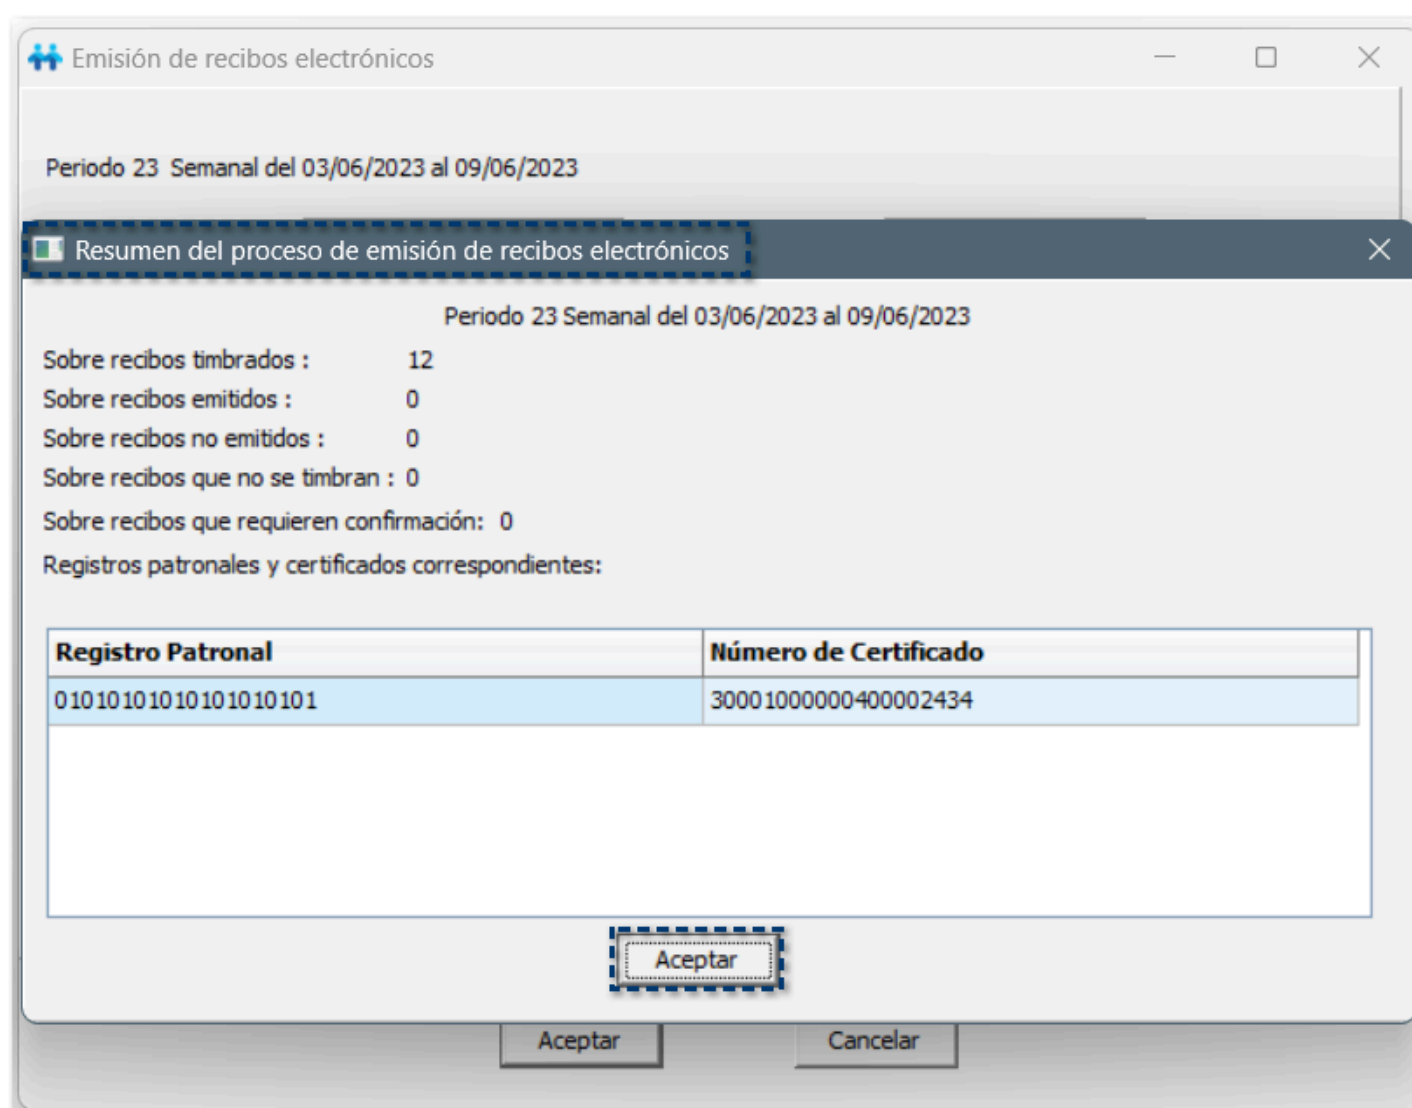 Emisión de recibos electrónicos
Periodo 23 Semanal del 03/06/2023 al 09/06/2023
Resumen del proceso de emisión de recibos electrónicos
Periodo 23 Semanal del 03/06/2023 al 09/06/2023
Sobre recibos timbrados : 12
Sobre recibos emitidos : 0
Sobre recibos no emitidos : 0
Sobre recibos que no se timbran : 0
Sobre recibos que requieren confirmación: 0
Registros patronales y certificados correspondientes:
Registro Patronal Número de Certificado
01010101010101010101 30001000000400002434
Aceptar
Aceptar Cancelar